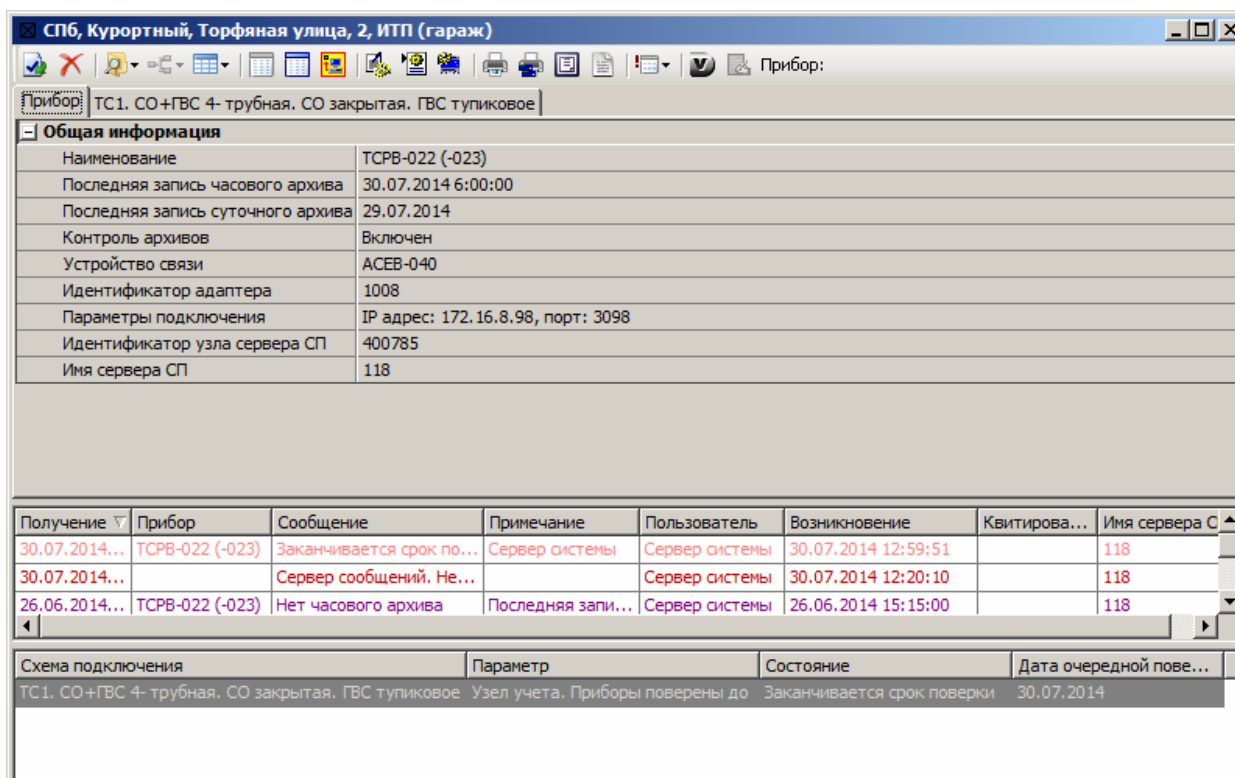 СПб, Курортный, Торфяная улица, 2, ИТП (гараж)
Прибор:
Прибор ТС1. СО+ГВС 4- трубная. СО закрытая. ГВС тупиковое
Общая информация
Наименование ТСРВ-022 (-023)
Последняя запись часового архива 30.07.2014 6:00:00
Последняя запись суточного архива 29.07.2014
Контроль архивов Включен
Устройство связи АСЕВ-040
Идентификатор адаптера 1008
Параметры подключения IP адрес: 172.16.8.98, порт: 3098
Идентификатор узла сервера СП 400785
Имя сервера СП 118
Получение Прибор Сообщение Примечание Пользователь Возникновение Квитирова... Имя сервера С
30.07.2014... ТСРВ-022 (-023) Заканчивается срок по... Сервер системы Сервер системы 30.07.2014 12:59:51 118
30.07.2014... Сервер сообщений. Не... Сервер системы 30.07.2014 12:20:10 118
26.06.2014... ТСРВ-022 (-023) Нет часового архива Последняя запи... Сервер системы 26.06.2014 15:15:00 118
Схема подключения Параметр Состояние Дата очередной пове...
ТС1. СО+ГВС 4- трубная. СО закрытая. ГВС тупиковое Узел учета. Приборы поверены до Заканчивается срок поверки 30.07.2014